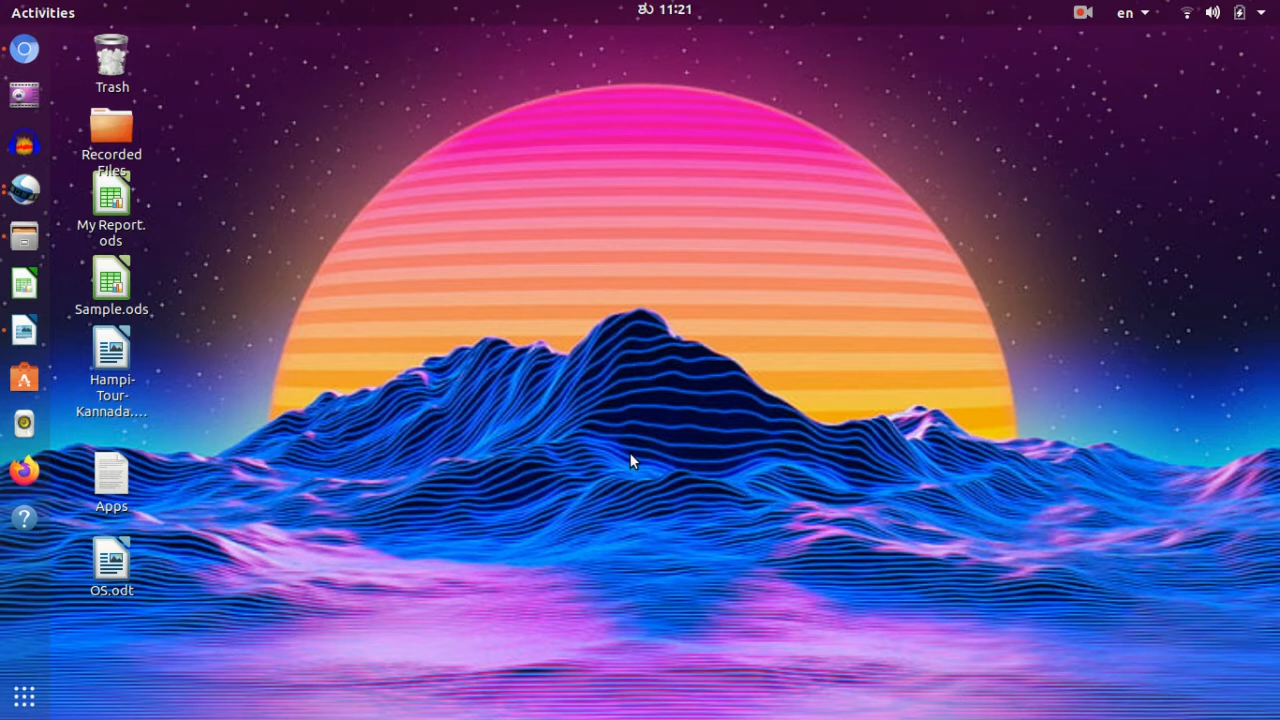 Activities
ಶು 11:21
en
Trash
Recorded
Files
My Report.
ods
Sample.ods
Hampi-
Tour-
Kannada....
Apps
OS.odt